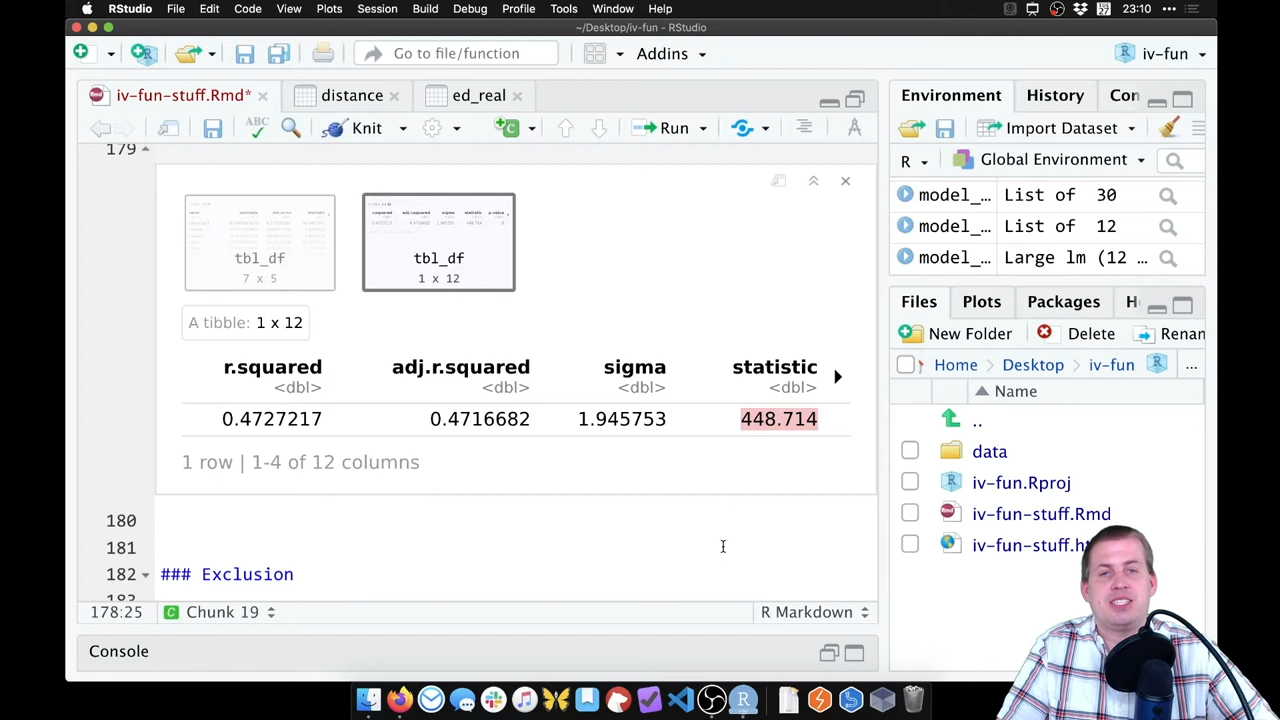 RStudio File Edit Code View Plots Session Build Debug Profile Tools Window Help 23:10
~/Desktop/iv-fun - RStudio
Go to file/function Addins iv-fun
iv-fun-stuff.Rmd* distance ed_real
ABC Knit Run
179
tbl_df
7 x 5
tbl_df
1 x 12
A tibble: 1 x 12
r.squared adj.r.squared sigma statistic
<dbl> <dbl> <dbl> <dbl>
0.4727217 0.4716682 1.945753 448.714
1 row | 1-4 of 12 columns
180
181
182 ### Exclusion
183
178:25 Chunk 19 R Markdown
Console
Environment History Con
Import Dataset
R Global Environment
model_... List of 30
model_... List of 12
model_... Large lm (12 ...
Files Plots Packages H
New Folder Delete Renan
Home Desktop iv-fun ...
Name
..
data
iv-fun.Rproj
iv-fun-stuff.Rmd
iv-fun-stuff.ht